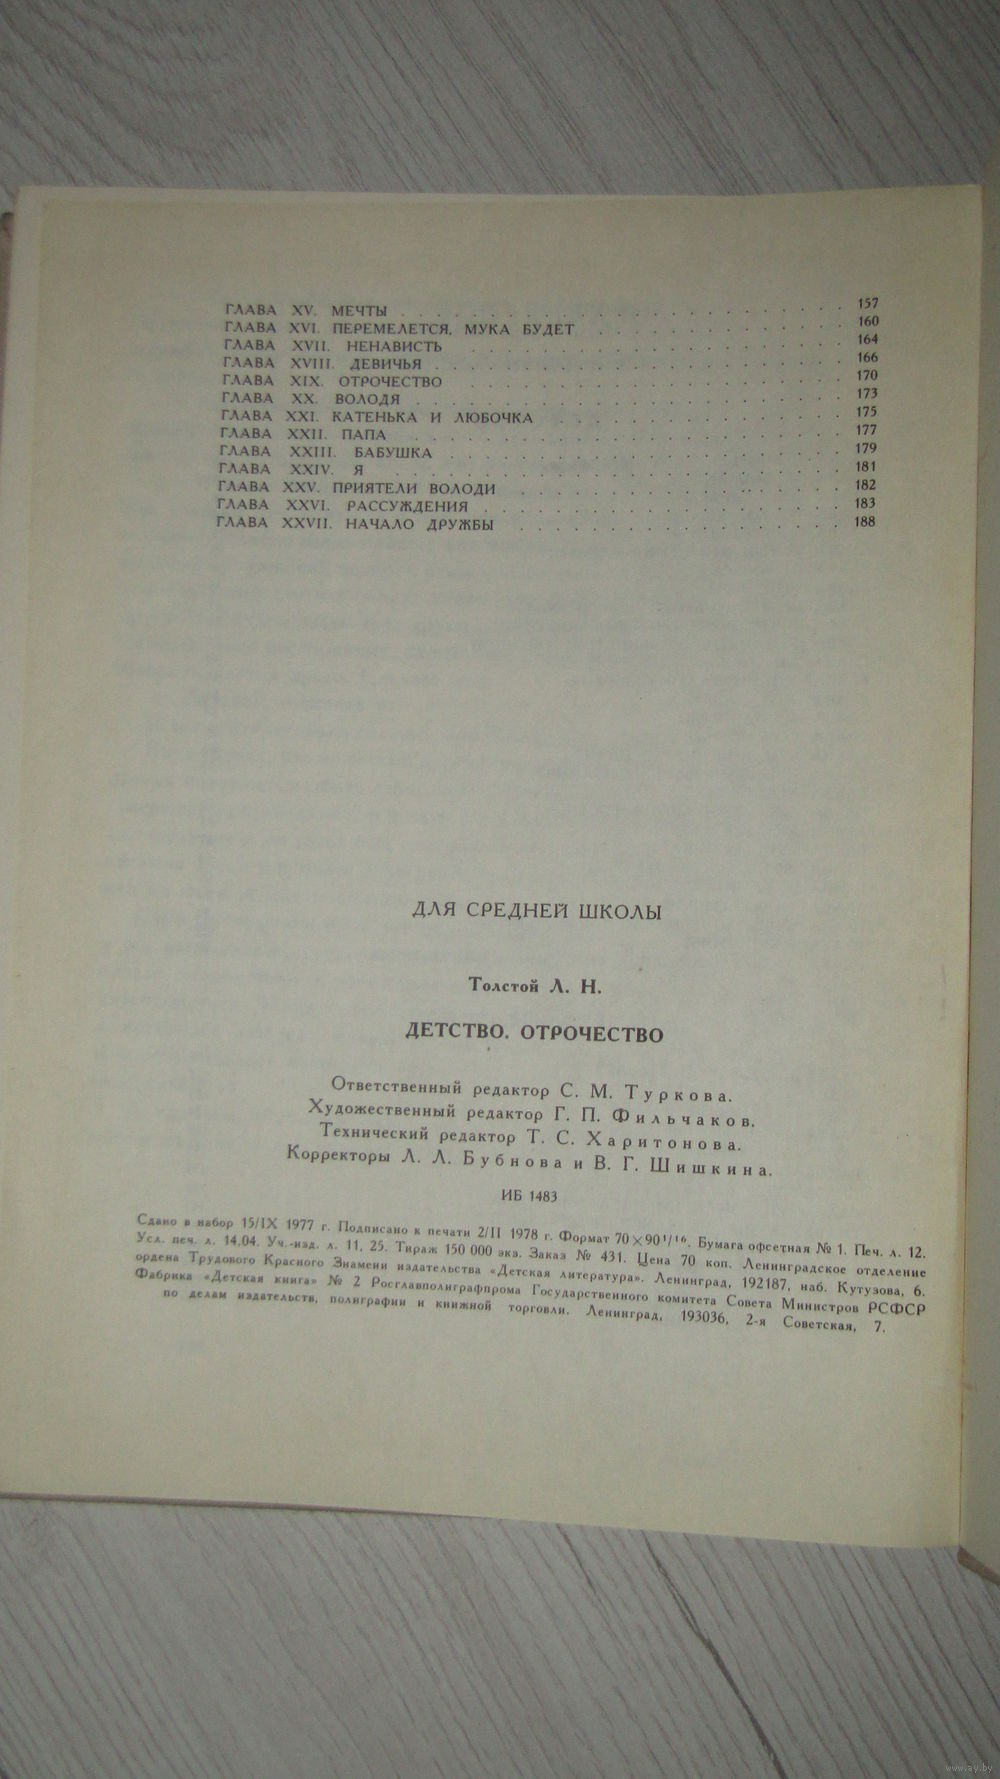 ГЛАВА XV. МЕЧТЫ . . . . . . . . . . . . . . . . . . . . . . . 157
ГЛАВА XVI. ПЕРЕМЕЛЕТСЯ, МУКА БУДЕТ . . . . . . . . . . . . . 160
ГЛАВА XVII. НЕНАВИСТЬ . . . . . . . . . . . . . . . . . . . . 164
ГЛАВА XVIII. ДЕВИЧЬЯ . . . . . . . . . . . . . . . . . . . . . 166
ГЛАВА XIX. ОТРОЧЕСТВО . . . . . . . . . . . . . . . . . . . . 170
ГЛАВА XX. ВОЛОДЯ . . . . . . . . . . . . . . . . . . . . . . 173
ГЛАВА XXI. КАТЕНЬКА И ЛЮБОЧКА . . . . . . . . . . . . . . . 175
ГЛАВА XXII. ПАПА . . . . . . . . . . . . . . . . . . . . . . 177
ГЛАВА XXIII. БАБУШКА . . . . . . . . . . . . . . . . . . . . 179
ГЛАВА XXIV. Я . . . . . . . . . . . . . . . . . . . . . . . 181
ГЛАВА XXV. ПРИЯТЕЛИ ВОЛОДИ . . . . . . . . . . . . . . . . . 182
ГЛАВА XXVI. РАССУЖДЕНИЯ . . . . . . . . . . . . . . . . . . . 183
ГЛАВА XXVII. НАЧАЛО ДРУЖБЫ . . . . . . . . . . . . . . . . . 188
ДЛЯ СРЕДНЕЙ ШКОЛЫ
Толстой Л. Н.
ДЕТСТВО. ОТРОЧЕСТВО
Ответственный редактор С. М. Туркова.
Художественный редактор Г. П. Фильчаков.
Технический редактор Т. С. Харитонова.
Корректоры Л. Л. Бубнова и В. Г. Шишкина.
ИБ 1483
Сдано в набор 15/IX 1977 г. Подписано к печати 2/II 1978 г. Формат 70×90¹/₁₆. Бумага офсетная № 1. Печ. л. 12.
Усл. печ. л. 14,04. Уч.-изд. л. 11, 25. Тираж 150 000 экз. Заказ № 431. Цена 70 коп. Ленинградское отделение
ордена Трудового Красного Знамени издательства «Детская литература». Ленинград, 192187, наб. Кутузова, 6.
Фабрика «Детская книга» № 2 Росглавполиграфпрома Государственного комитета Совета Министров РСФСР
по делам издательств, полиграфии и книжной торговли. Ленинград, 193036, 2-я Советская, 7.
www.ay.by